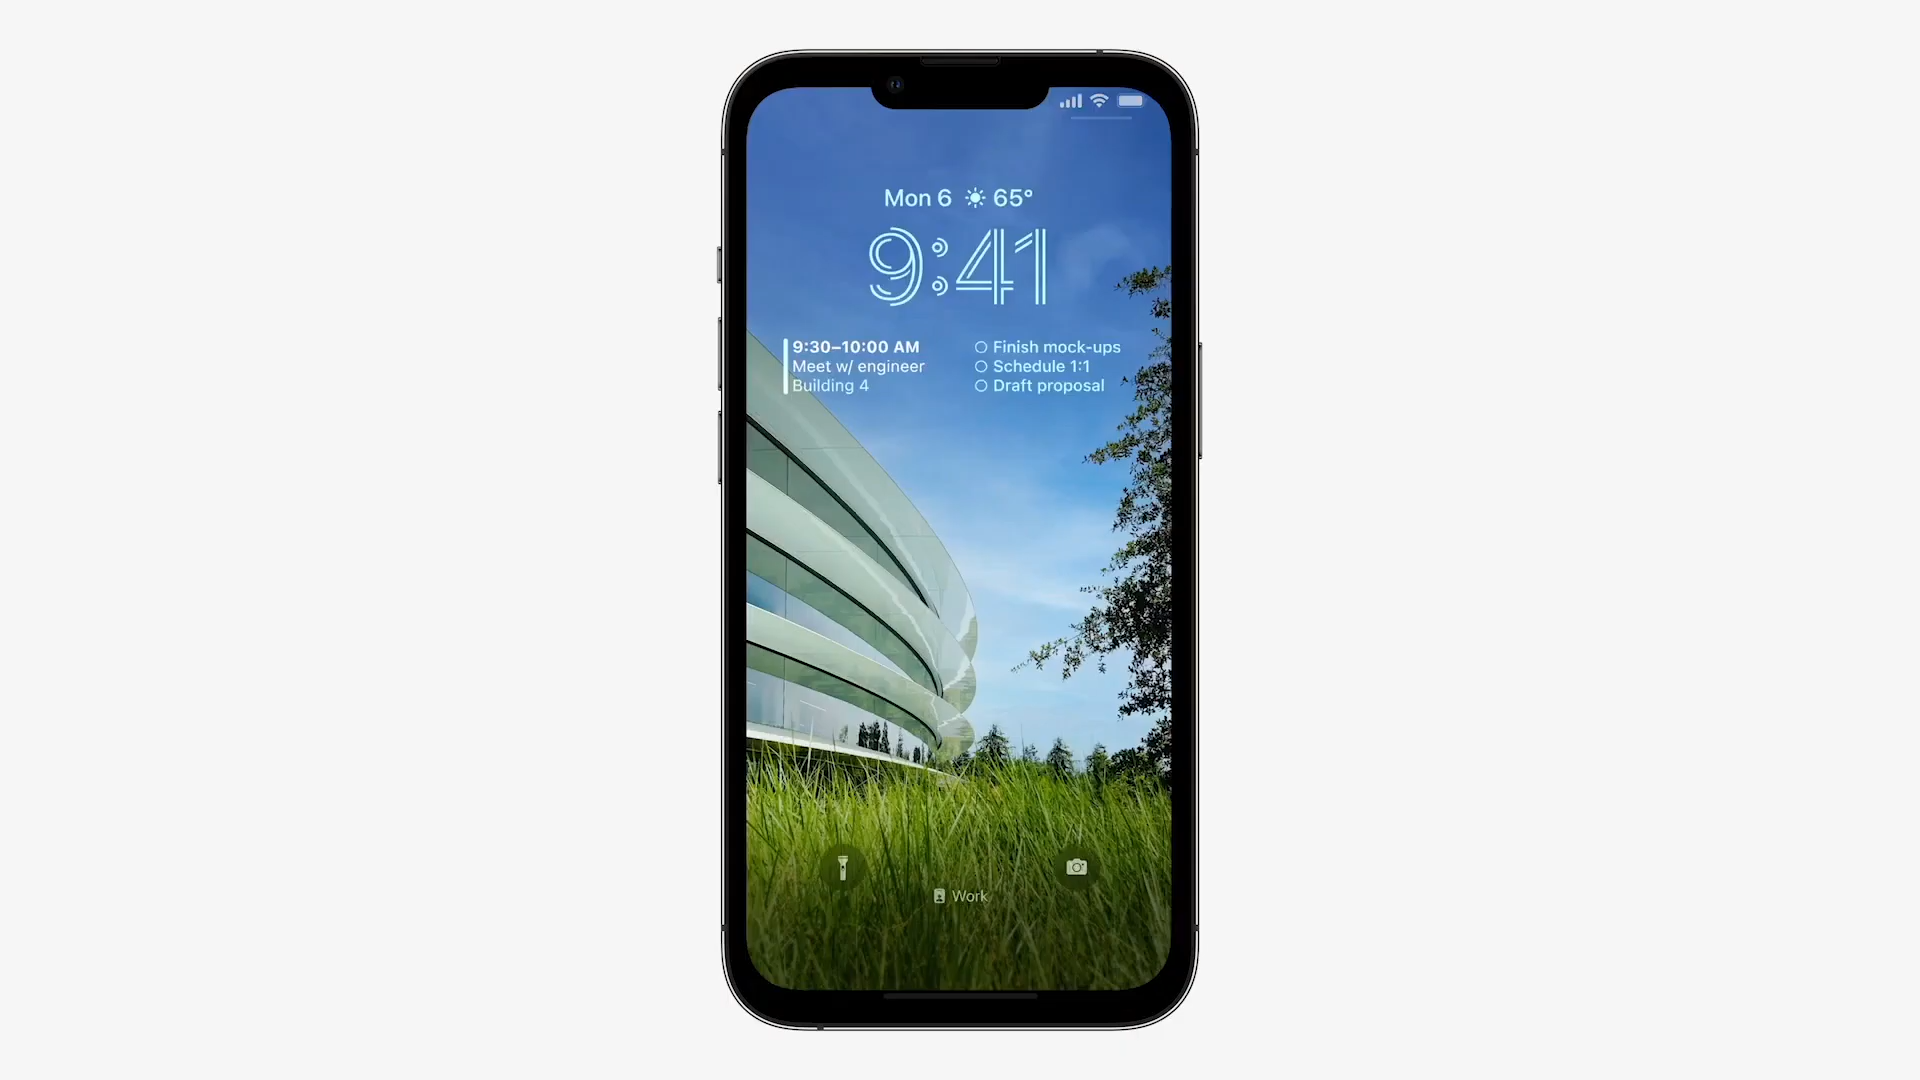 Mon 6 65°
9:41
9:30–10:00 AM
Meet w/ engineer
Building 4
Finish mock-ups
Schedule 1:1
Draft proposal
Work